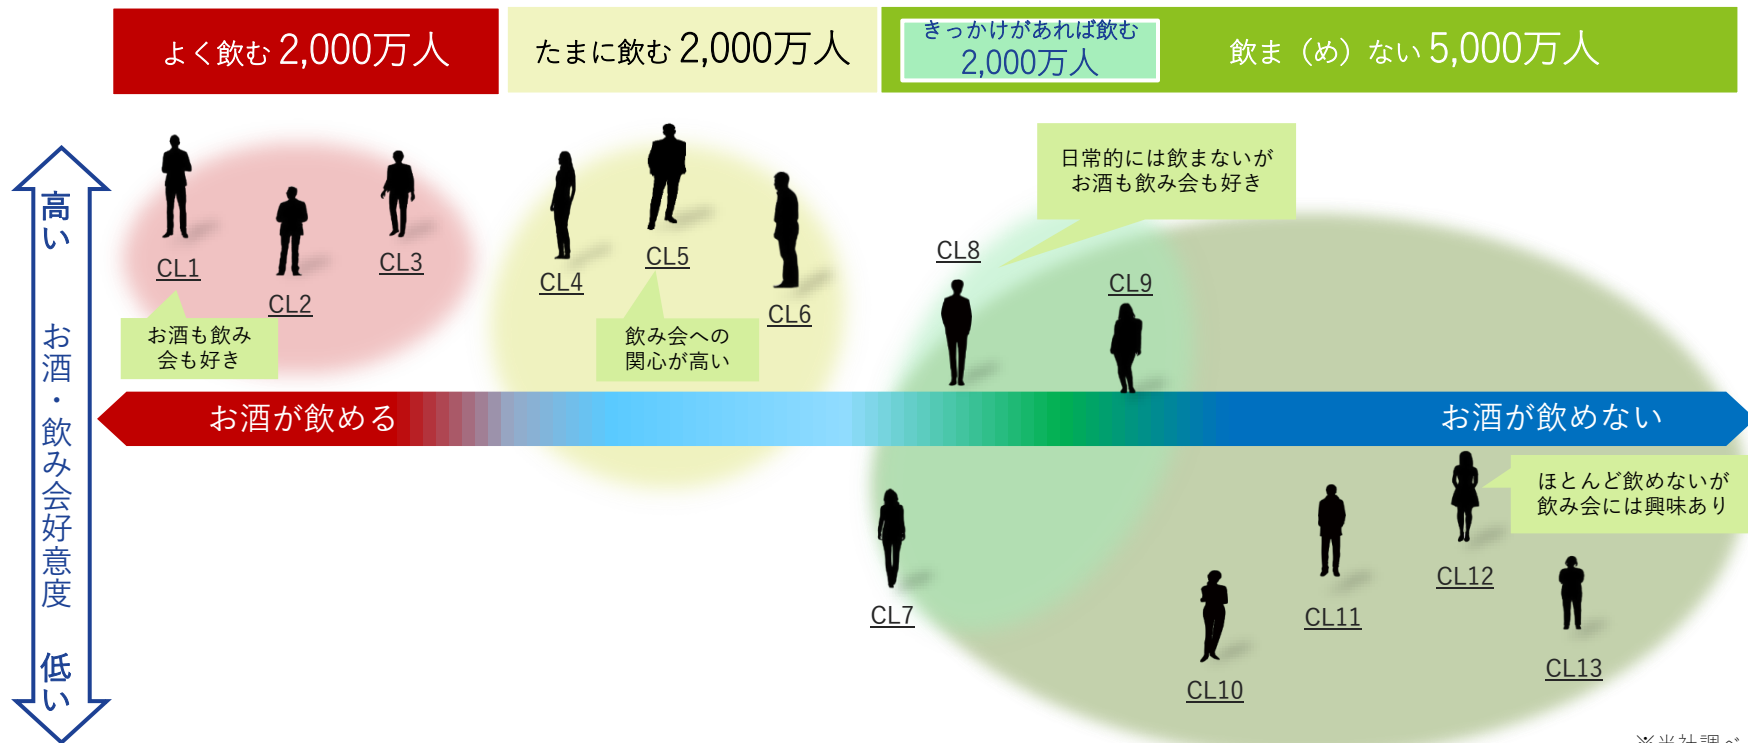 よく飲む 2,000万人
たまに飲む 2,000万人
きっかけがあれば飲む
2,000万人
飲ま（め）ない 5,000万人
高い
お酒・飲み会好意度
低い
CL1
CL2
CL3
お酒も飲み
会も好き
CL4
CL5
CL6
飲み会への
関心が高い
日常的には飲まないが
お酒も飲み会も好き
CL8
CL9
お酒が飲める
お酒が飲めない
CL7
CL10
CL11
CL12
CL13
ほとんど飲めないが
飲み会には興味あり
※当社調べ